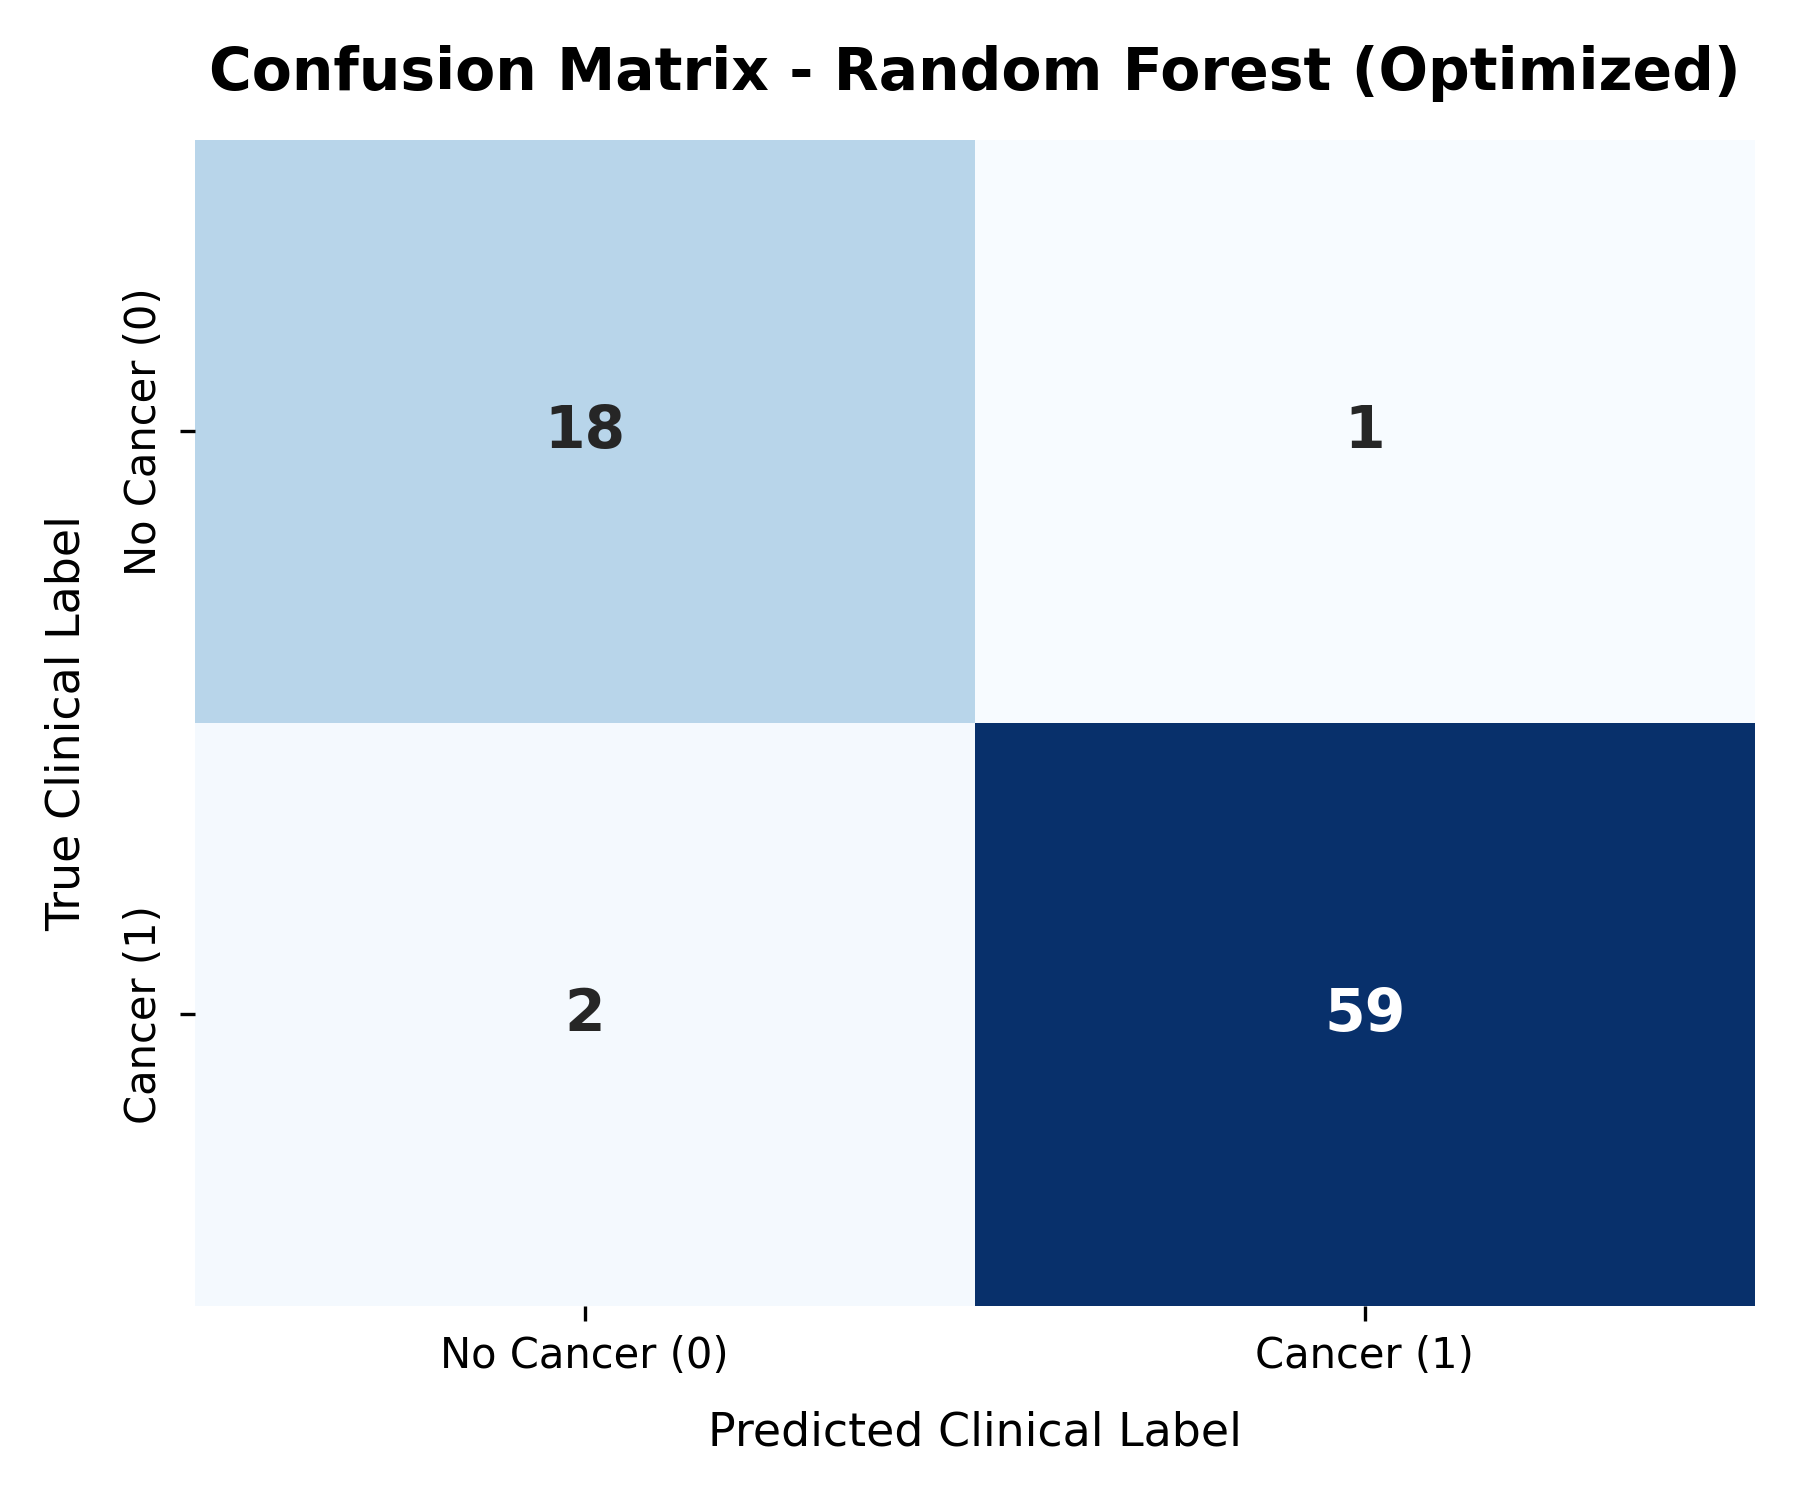 Confusion Matrix - Random Forest (Optimized)
True Clinical Label
No Cancer (0)
18
1
Cancer (1)
2
59
No Cancer (0)
Cancer (1)
Predicted Clinical Label